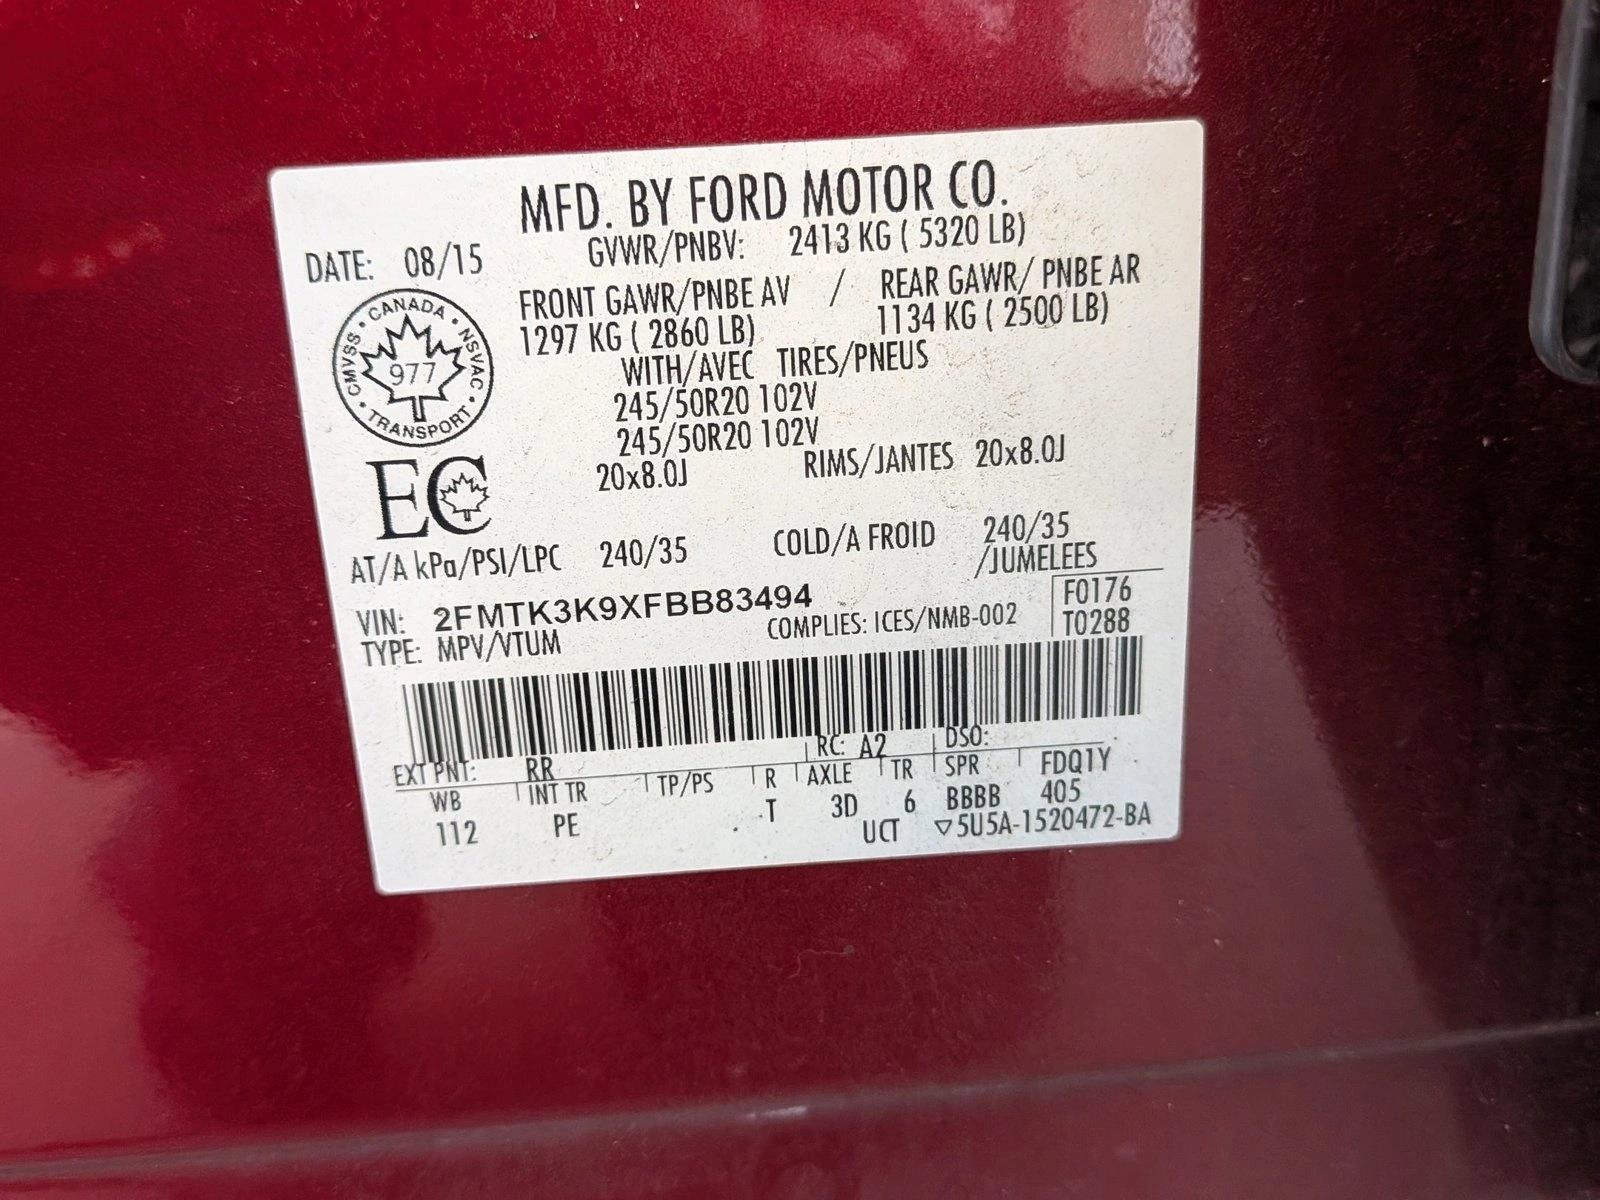 MFD. BY FORD MOTOR CO.
DATE: 08/15
GVWR/PNBV: 2413 KG ( 5320 LB)
FRONT GAWR/PNBE AV / REAR GAWR/ PNBE AR
1297 KG ( 2860 LB) 1134 KG ( 2500 LB)
WITH/AVEC TIRES/PNEUS
245/50R20 102V
245/50R20 102V
20x8.0J RIMS/JANTES 20x8.0J
CANADA
CMVSS
NSVAC
977
TRANSPORT
EC
AT/A kPa/PSI/LPC 240/35 COLD/A FROID 240/35
/JUMELEES
VIN: 2FMTK3K9XFBB83494
F0176
TYPE: MPV/VTUM COMPLIES: ICES/NMB-002
T0288
EXT PNT: RR RC: A2 DSO:
WB INT TR TP/PS R AXLE TR SPR FDQ1Y
112 PE T 3D 6 BBBB 405
UCT ▽5U5A-1520472-BA